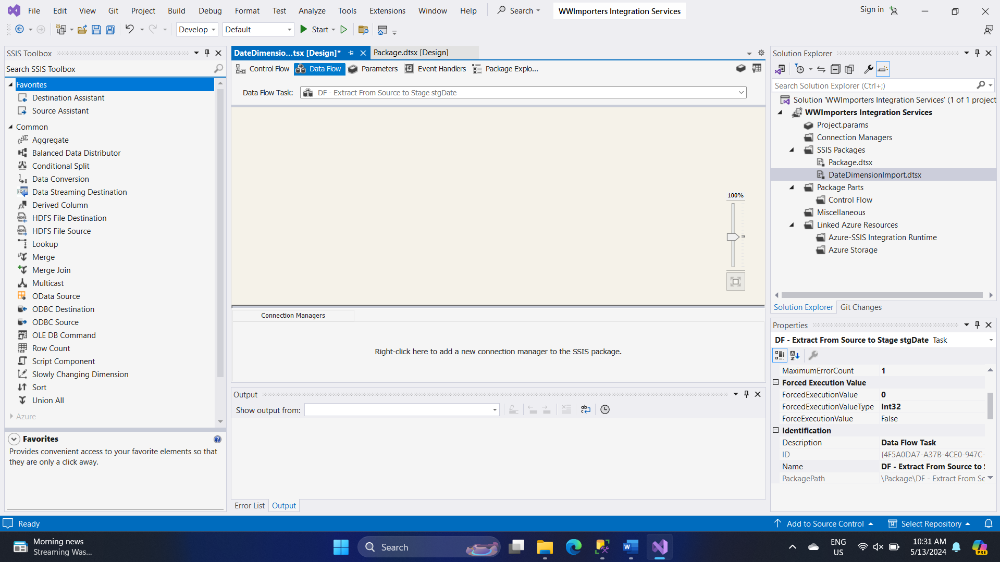 File Edit View Git Project Build Debug Format Test Analyze Tools Extensions Window Help Search WWImporters Integration Services Sign in
Develop Default Start
SSIS Toolbox
Search SSIS Toolbox
Favorites
Destination Assistant
Source Assistant
Common
Aggregate
Balanced Data Distributor
Conditional Split
Data Conversion
Data Streaming Destination
Derived Column
HDFS File Destination
HDFS File Source
Lookup
Merge
Merge Join
Multicast
OData Source
ODBC Destination
ODBC Source
OLE DB Command
Row Count
Script Component
Slowly Changing Dimension
Sort
Union All
Azure
Favorites
Provides convenient access to your favorite elements so that
they are only a click away.
DateDimensio...tsx [Design]* Package.dtsx [Design]
Control Flow Data Flow Parameters Event Handlers Package Explo...
Data Flow Task: DF - Extract From Source to Stage stgDate
100%
Connection Managers
Right-click here to add a new connection manager to the SSIS package.
Output
Show output from:
Error List Output
Solution Explorer
Search Solution Explorer (Ctrl+;)
Solution 'WWImporters Integration Services' (1 of 1 project
WWImporters Integration Services
Project.params
Connection Managers
SSIS Packages
Package.dtsx
DateDimensionImport.dtsx
Package Parts
Control Flow
Miscellaneous
Linked Azure Resources
Azure-SSIS Integration Runtime
Azure Storage
Solution Explorer Git Changes
Properties
DF - Extract From Source to Stage stgDate Task
MaximumErrorCount 1
Forced Execution Value
ForcedExecutionValue 0
ForcedExecutionValueType Int32
ForceExecutionValue False
Identification
Description Data Flow Task
ID {4F5A0DA7-A37B-4CE0-947C-
Name DF - Extract From Source to
PackagePath \Package\DF - Extract From Sc
Ready Add to Source Control Select Repository
Morning news
Streaming Was...
Search
ENG
US
10:31 AM
5/13/2024
PRE